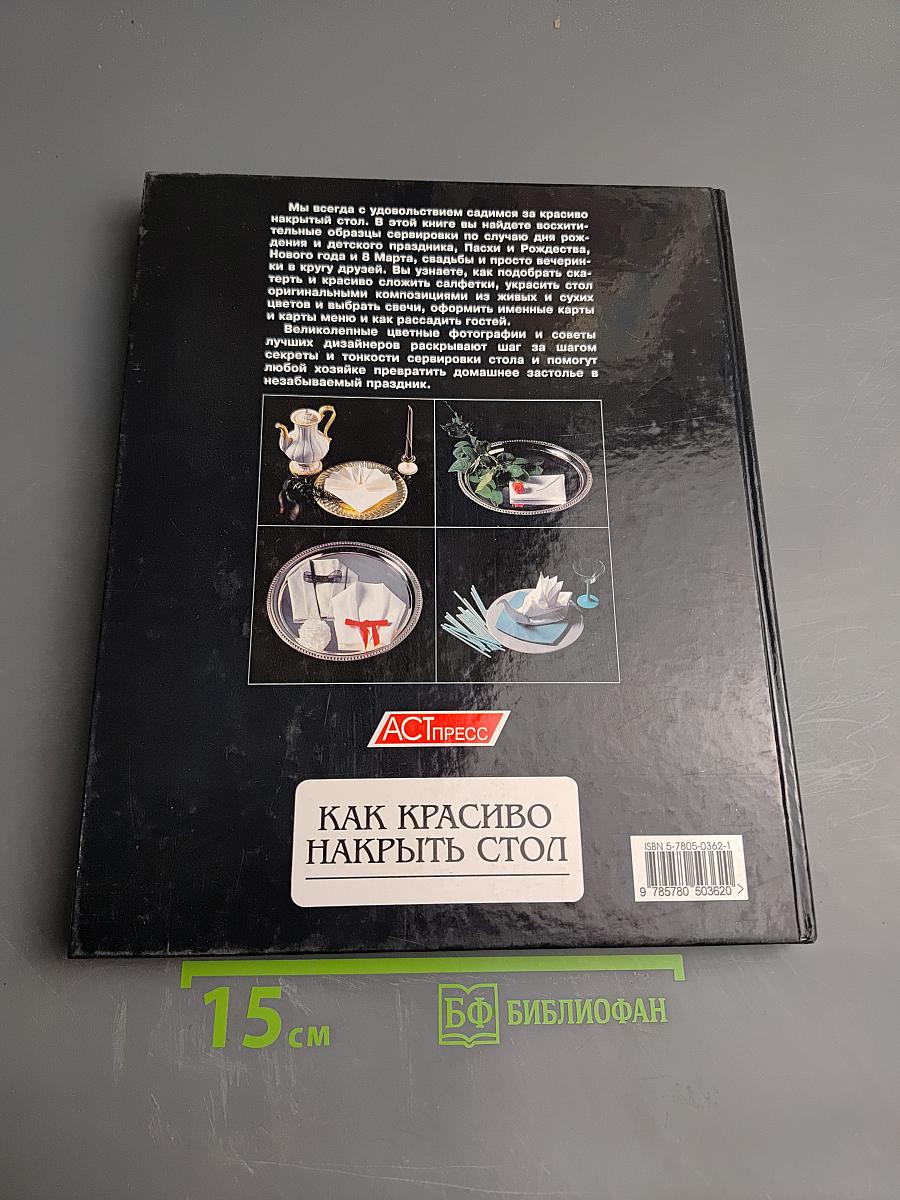 Мы всегда с удовольствием садимся за красиво
накрытый стол. В этой книге вы найдете восхити-
тельные образцы сервировки по случаю дня рож-
дения и детского праздника, Пасхи и Рождества,
Нового года и 8 Марта, свадьбы и просто вечерин-
ки в кругу друзей. Вы узнаете, как подобрать ска-
терть и красиво сложить салфетки, украсить стол
оригинальными композициями из живых и сухих
цветов и выбрать свечи, оформить именные карты
и карты меню и как рассадить гостей.
Великолепные цветные фотографии и советы
лучших дизайнеров раскрывают шаг за шагом
секреты и тонкости сервировки стола и помогут
любой хозяйке превратить домашнее застолье в
незабываемый праздник.
АСТ ПРЕСС
КАК КРАСИВО
НАКРЫТЬ СТОЛ
ISBN 5-7805-0362-1
9 785780 503620 >
15 см
БФ БИБЛИОФАН